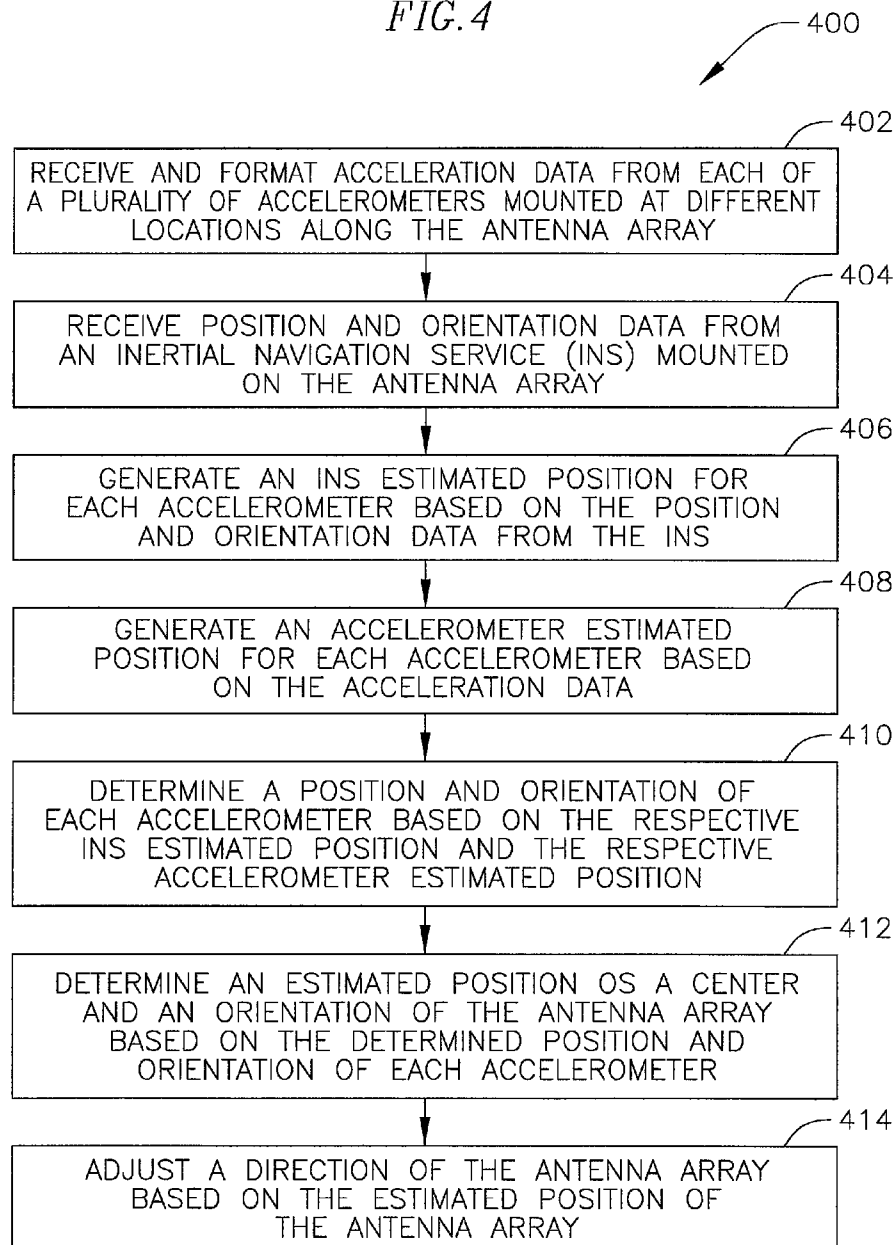 FIG. 4
400
402
RECEIVE AND FORMAT ACCELERATION DATA FROM EACH OF
A PLURALITY OF ACCELEROMETERS MOUNTED AT DIFFERENT
LOCATIONS ALONG THE ANTENNA ARRAY
404
RECEIVE POSITION AND ORIENTATION DATA FROM
AN INERTIAL NAVIGATION SERVICE (INS) MOUNTED
ON THE ANTENNA ARRAY
406
GENERATE AN INS ESTIMATED POSITION FOR
EACH ACCELEROMETER BASED ON THE POSITION
AND ORIENTATION DATA FROM THE INS
408
GENERATE AN ACCELEROMETER ESTIMATED
POSITION FOR EACH ACCELEROMETER BASED
ON THE ACCELERATION DATA
410
DETERMINE A POSITION AND ORIENTATION OF
EACH ACCELEROMETER BASED ON THE RESPECTIVE
INS ESTIMATED POSITION AND THE RESPECTIVE
ACCELEROMETER ESTIMATED POSITION
412
DETERMINE AN ESTIMATED POSITION OS A CENTER
AND AN ORIENTATION OF THE ANTENNA ARRAY
BASED ON THE DETERMINED POSITION AND
ORIENTATION OF EACH ACCELEROMETER
414
ADJUST A DIRECTION OF THE ANTENNA ARRAY
BASED ON THE ESTIMATED POSITION OF
THE ANTENNA ARRAY